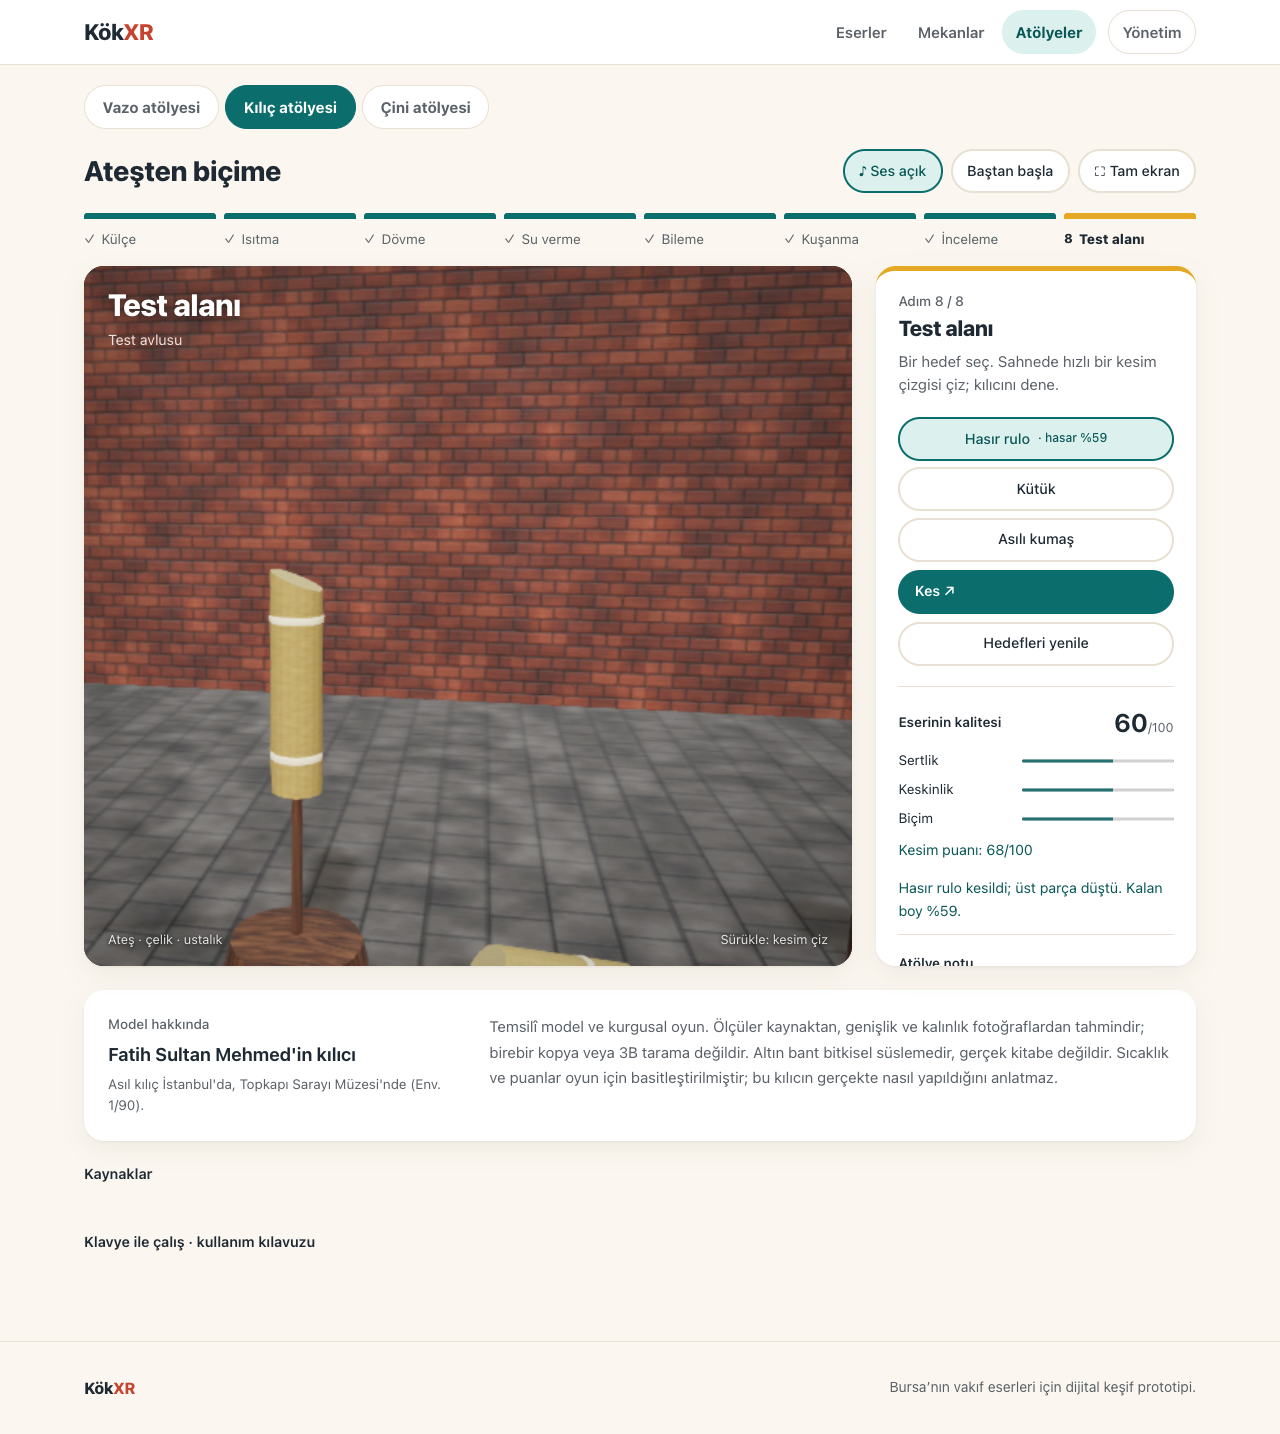 KökXR
Eserler
Mekanlar
Atölyeler
Yönetim
Vazo atölyesi
Kılıç atölyesi
Çini atölyesi
Ateşten biçime
♪ Ses açık
Baştan başla
⛶ Tam ekran
✓ Külçe
✓ Isıtma
✓ Dövme
✓ Su verme
✓ Bileme
✓ Kuşanma
✓ İnceleme
8 Test alanı
Test alanı
Test avlusu
Ateş · çelik · ustalık
Sürükle: kesim çiz
Adım 8 / 8
Test alanı
Bir hedef seç. Sahnede hızlı bir kesim
çizgisi çiz; kılıcını dene.
Hasır rulo · hasar %59
Kütük
Asılı kumaş
Kes ↗
Hedefleri yenile
Eserinin kalitesi
60/100
Sertlik
Keskinlik
Biçim
Kesim puanı: 68/100
Hasır rulo kesildi; üst parça düştü. Kalan
boy %59.
Atölye notu
Model hakkında
Fatih Sultan Mehmed'in kılıcı
Asıl kılıç İstanbul'da, Topkapı Sarayı Müzesi'nde (Env.
1/90).
Temsilî model ve kurgusal oyun. Ölçüler kaynaktan, genişlik ve kalınlık fotoğraflardan tahmindir;
birebir kopya veya 3B tarama değildir. Altın bant bitkisel süslemedir, gerçek kitabe değildir. Sıcaklık
ve puanlar oyun için basitleştirilmiştir; bu kılıcın gerçekte nasıl yapıldığını anlatmaz.
Kaynaklar
Klavye ile çalış · kullanım kılavuzu
KökXR
Bursa’nın vakıf eserleri için dijital keşif prototipi.